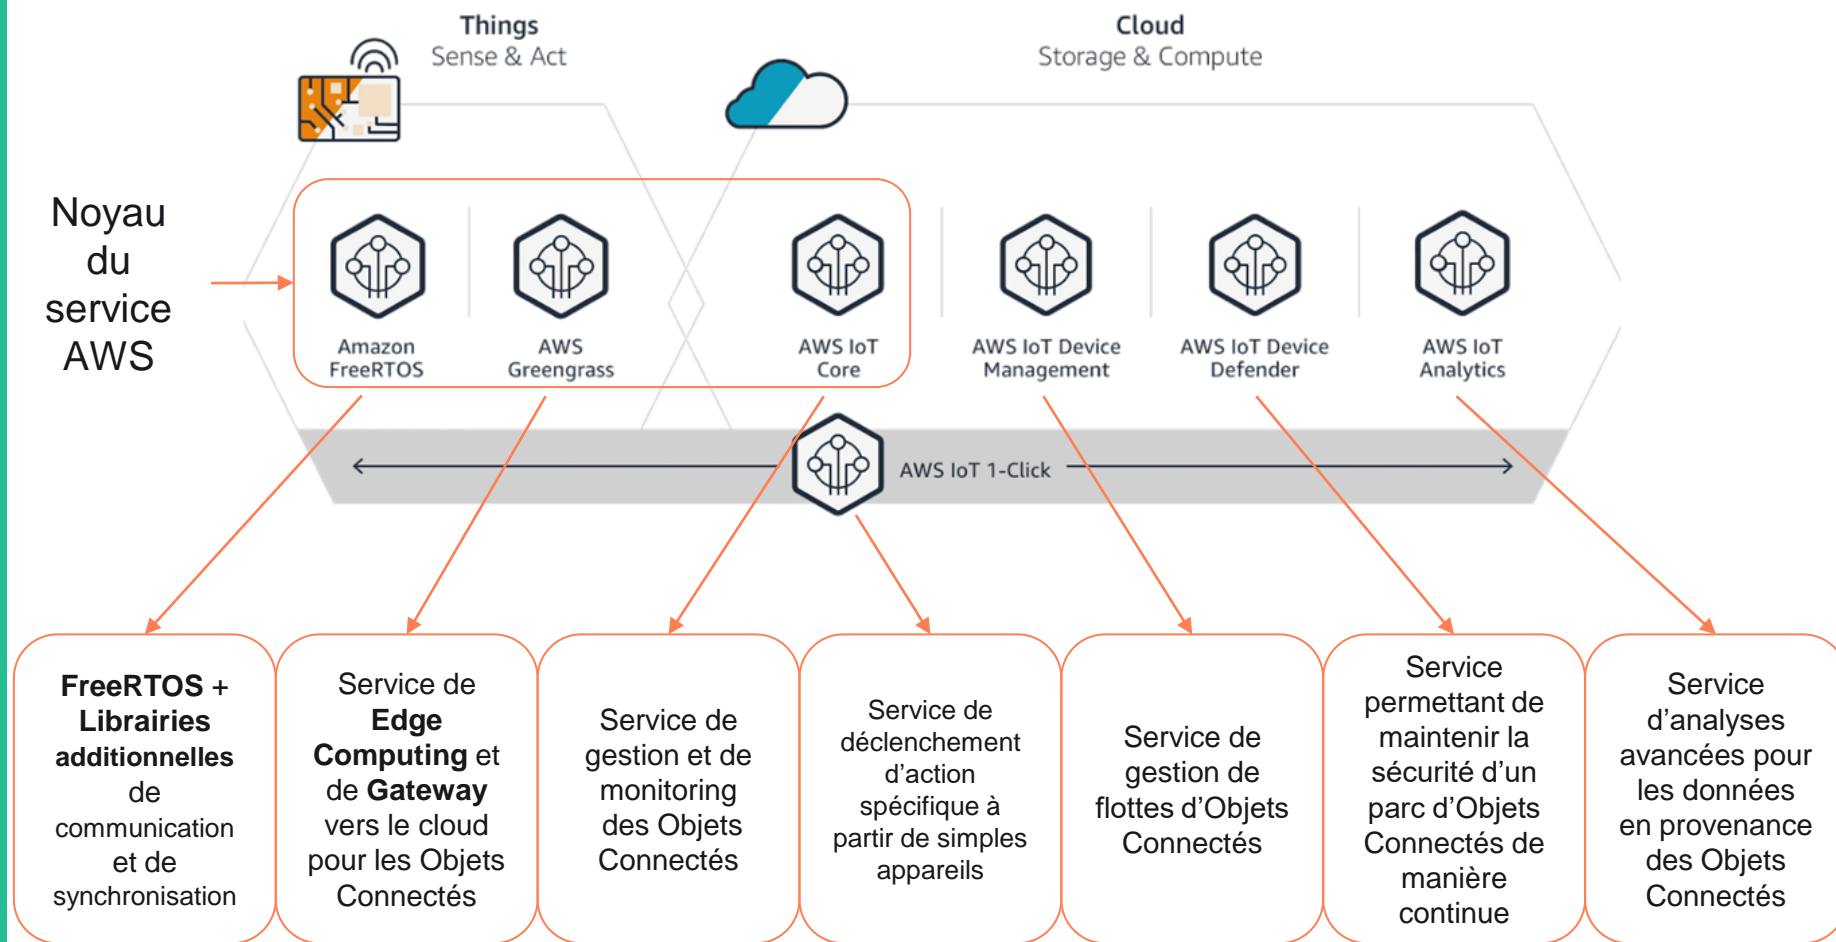 Things
Sense & Act
Cloud
Storage & Compute
Noyau
du
service
AWS
Amazon
FreeRTOS
AWS
Greengrass
AWS IoT
Core
AWS IoT Device
Management
AWS IoT Device
Defender
AWS IoT
Analytics
AWS IoT 1-Click
FreeRTOS +
Librairies
additionnelles
de
communication
et de
synchronisation
Service de
Edge
Computing et
de Gateway
vers le cloud
pour les Objets
Connectés
Service de
gestion et de
monitoring
des Objets
Connectés
Service de
déclenchement
d’action
spécifique à
partir de simples
appareils
Service de
gestion de
flottes d’Objets
Connectés
Service
permettant de
maintenir la
sécurité d’un
parc d’Objets
Connectés de
manière
continue
Service
d’analyses
avancées pour
les données
en provenance
des Objets
Connectés